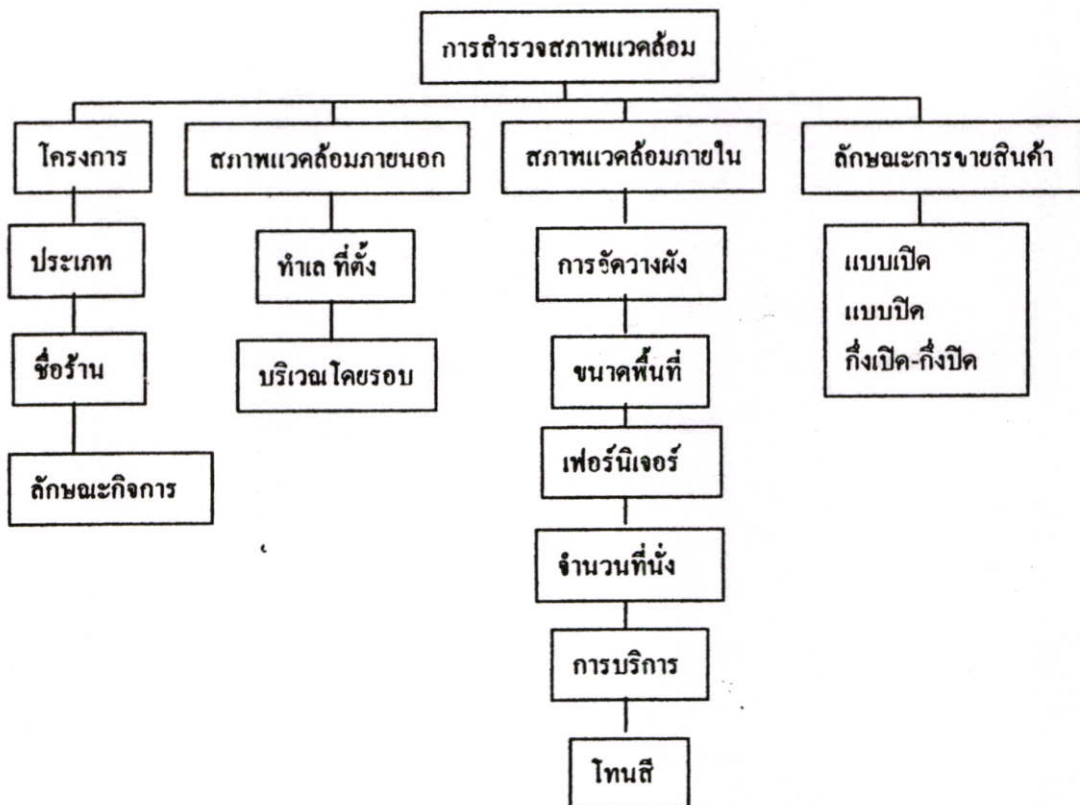 การสำรวจสภาพแวดล้อม
โครงการ
สภาพแวดล้อมภายนอก
สภาพแวดล้อมภายใน
ลักษณะการขายสินค้า
ประเภท
ทำเล ที่ตั้ง
การจัดวางผัง
แบบเปิด
แบบปิด
กึ่งเปิด-กึ่งปิด
ชื่อร้าน
บริเวณโดยรอบ
ขนาดพื้นที่
ลักษณะกิจการ
เฟอร์นิเจอร์
จำนวนที่นั่ง
การบริการ
โทนสี